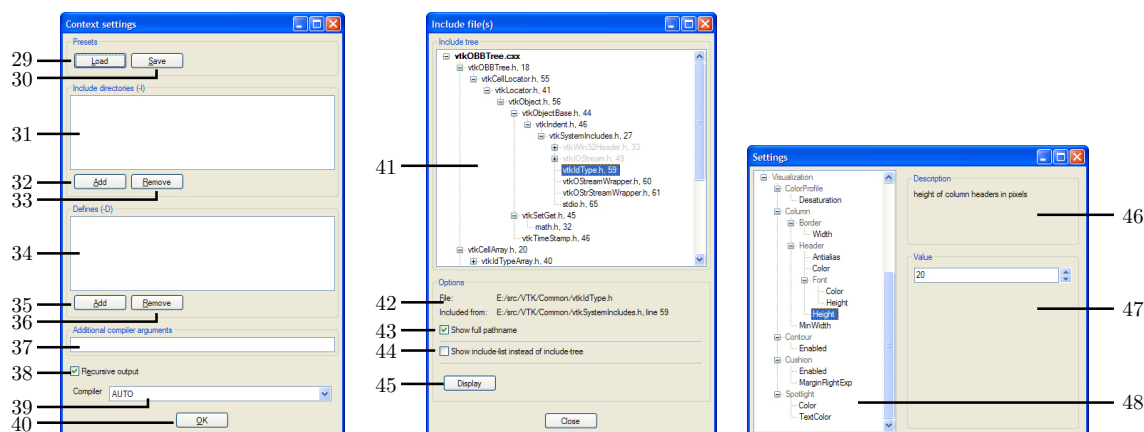 Context settings
Presets
29
Load
Save
30
Include directories (-I)
31
32
Add
Remove
33
Defines (-D)
34
35
Add
Remove
36
Additional compiler arguments
37
38
Recursive output
Compiler
AUTO
39
OK
40
Include file(s)
Include tree
vtkOBBTree.cxx
vtkOBBTree.h, 18
vtkCellLocator.h, 55
vtkLocator.h, 41
vtkObject.h, 56
vtkObjectBase.h, 44
vtkIndent.h, 46
vtkSystemIncludes.h, 27
vtkWin32Header.h, 33
vtkIOStream.h, 49
41
vtkIdType.h, 59
vtkOStreamWrapper.h, 60
vtkOStrStreamWrapper.h, 61
stdio.h, 65
vtkSetGet.h, 45
math.h, 32
vtkTimeStamp.h, 46
vtkCellArray.h, 20
vtkIdTypeArray.h, 40
Options
42
File: E:/src/VTK/Common/vtkIdType.h
Included from: E:/src/VTK/Common/vtkSystemIncludes.h, line 59
43
Show full pathname
44
Show include-list instead of include-tree
45
Display
Close
Settings
Visualization
ColorProfile
Desaturation
Column
Border
Width
Header
Antialias
Color
Font
Color
Height
Height
MinWidth
Contour
Enabled
Cushion
Enabled
MarginRightExp
Spotlight
Color
TextColor
Description
height of column headers in pixels
46
Value
20
47
48